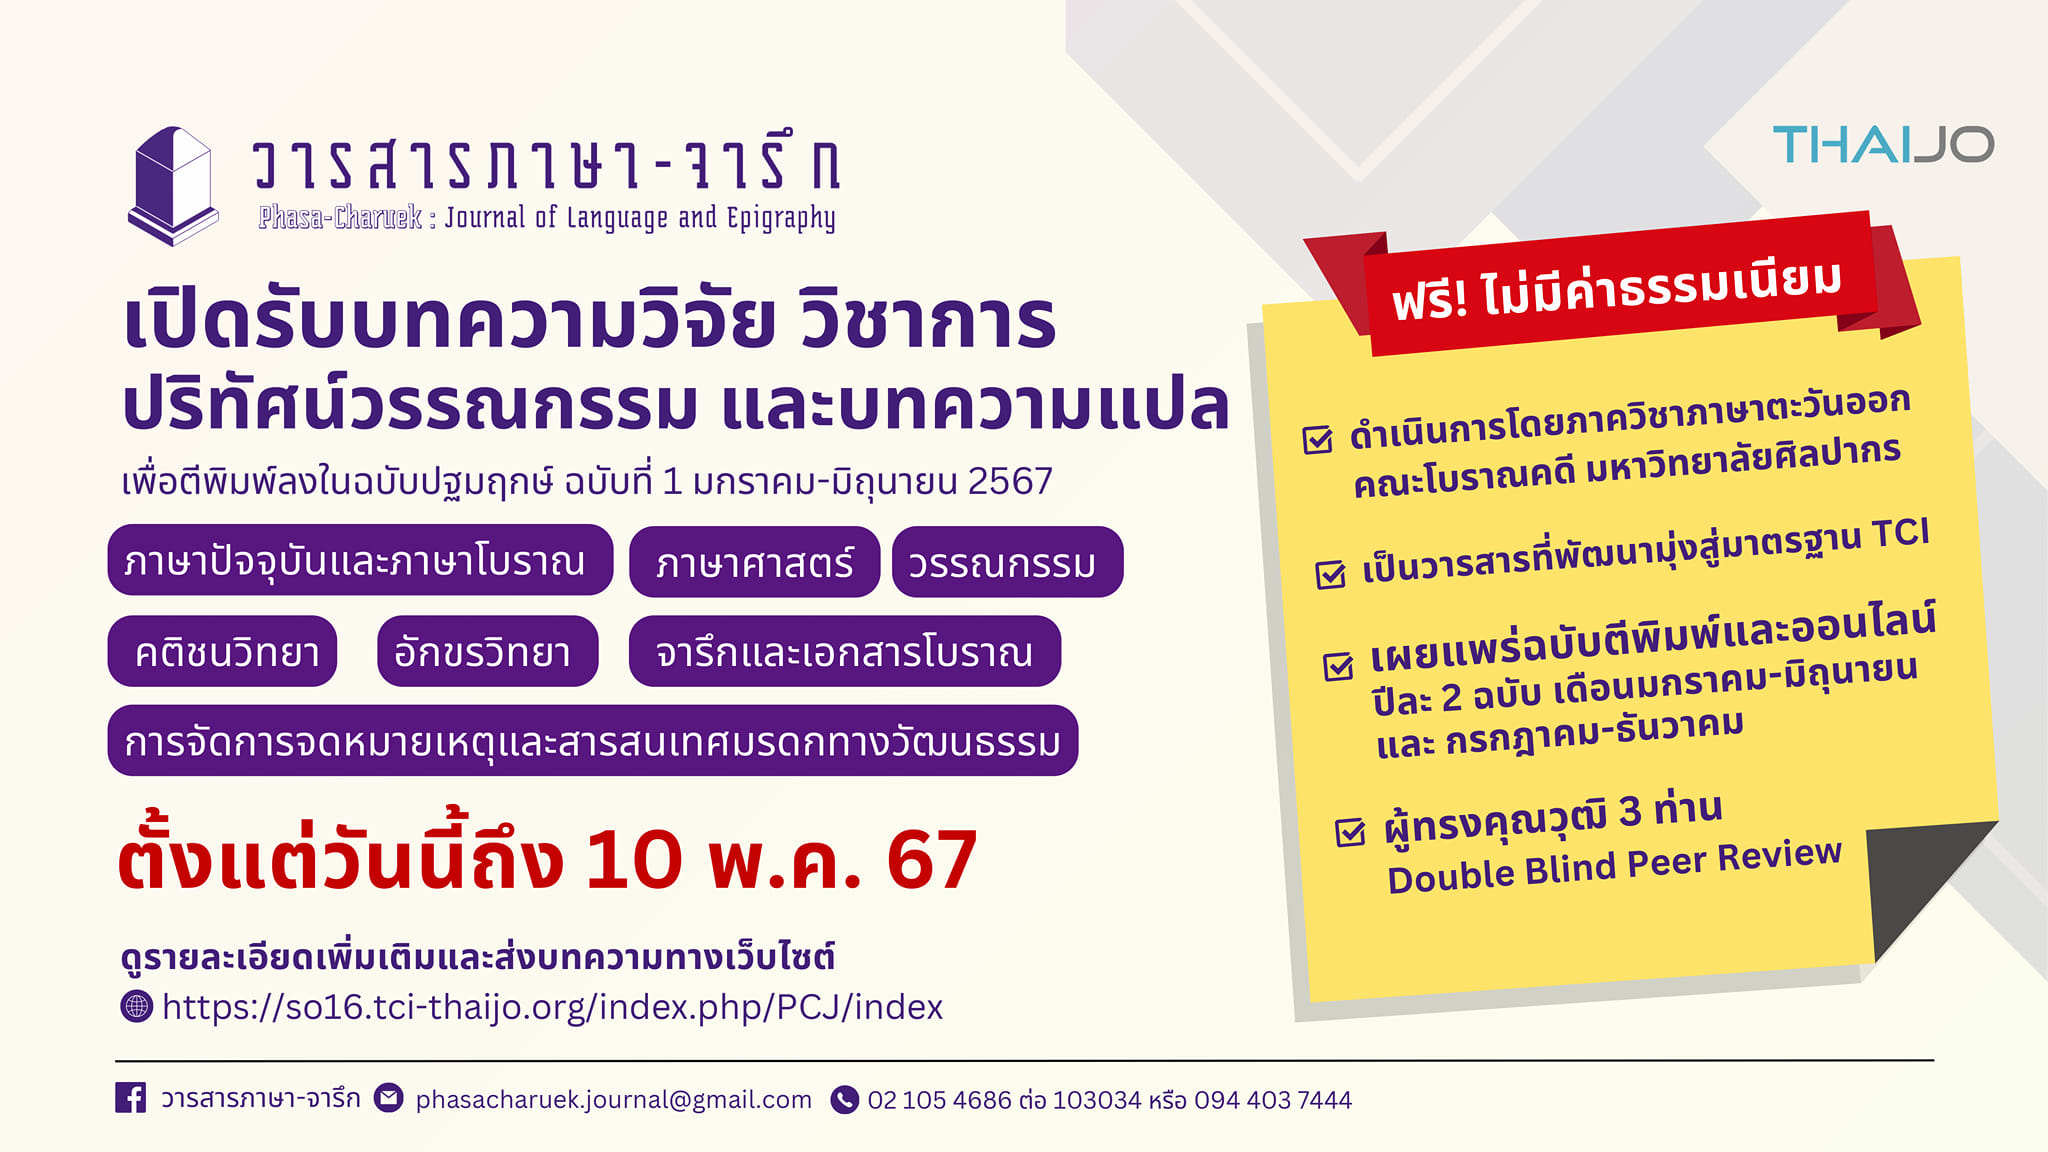 วารสารภาษา-จารึก
Phasa-Charuek : Journal of Language and Epigraphy
THAIJO
เปิดรับบทความวิจัย วิชาการ
ปริทัศน์วรรณกรรม และบทความแปล
เพื่อตีพิมพ์ลงในฉบับปฐมฤกษ์ ฉบับที่ 1 มกราคม-มิถุนายน 2567
ภาษาปัจจุบันและภาษาโบราณ
ภาษาศาสตร์
วรรณกรรม
คติชนวิทยา
อักขรวิทยา
จารึกและเอกสารโบราณ
การจัดการจดหมายเหตุและสารสนเทศมรดกทางวัฒนธรรม
ตั้งแต่วันนี้ถึง 10 พ.ค. 67
ดูรายละเอียดเพิ่มเติมและส่งบทความทางเว็บไซต์
https://so16.tci-thaijo.org/index.php/PCJ/index
ฟรี! ไม่มีค่าธรรมเนียม
ดำเนินการโดยภาควิชาภาษาตะวันออก
คณะโบราณคดี มหาวิทยาลัยศิลปากร
เป็นวารสารที่พัฒนามุ่งสู่มาตรฐาน TCI
เผยแพร่ฉบับตีพิมพ์และออนไลน์
ปีละ 2 ฉบับ เดือนมกราคม-มิถุนายน
และ กรกฎาคม-ธันวาคม
ผู้ทรงคุณวุฒิ 3 ท่าน
Double Blind Peer Review
วารสารภาษา-จารึก
phasacharuek.journal@gmail.com
02 105 4686 ต่อ 103034 หรือ 094 403 7444